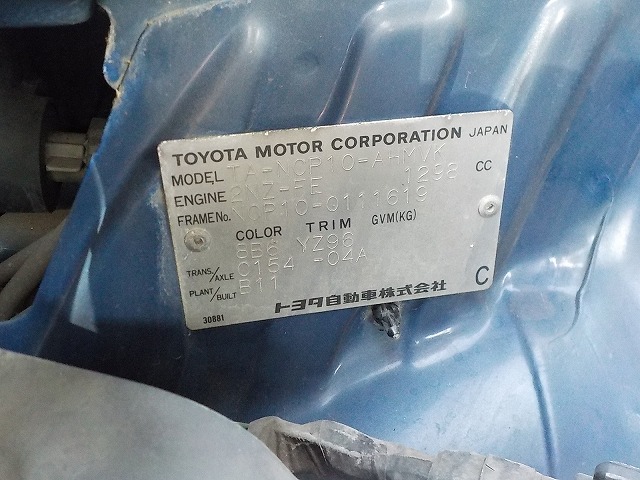 TOYOTA MOTOR CORPORATION JAPAN
MODEL TA-NCP10-A-MVK
ENGINE 2NZ-FE 1298 CC
FRAME No. NCP10-0111619
COLOR TRIM GVM(KG)
8B6 YZ96
TRANS./AXLE C154 -04A
PLANT/BUILT B11
トヨタ自動車株式会社 C
30881